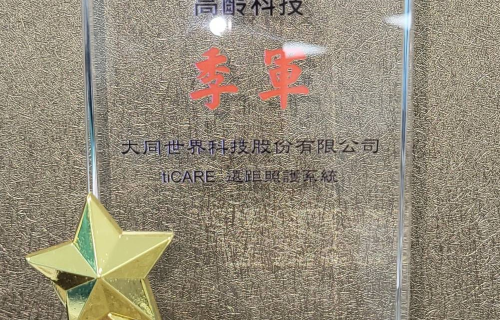 高齡科技
季軍
大同世界科技股份有限公司
tiCARE 遠距照護系統